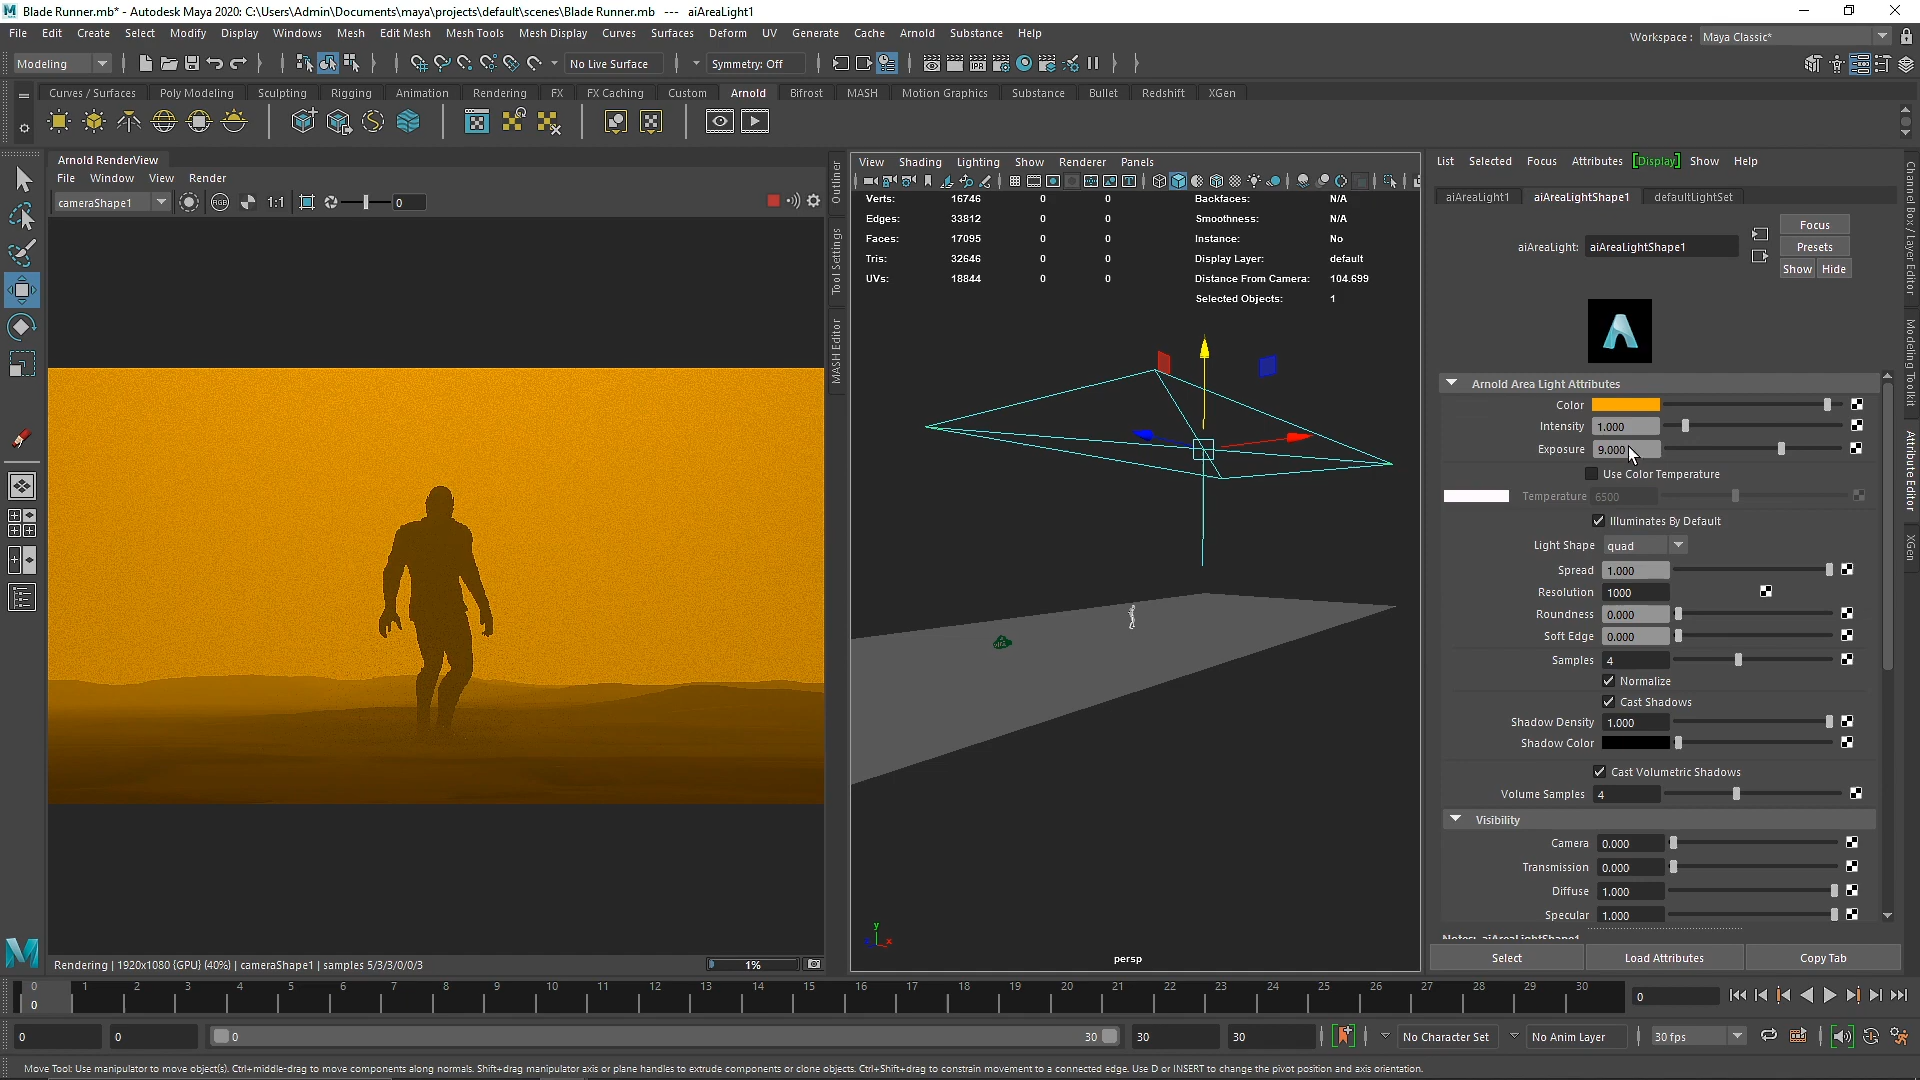 Blade Runner.mb* - Autodesk Maya 2020: C:\Users\Admin\Documents\maya\projects\default\scenes\Blade Runner.mb --- aiAreaLight1
File Edit Create Select Modify Display Windows Mesh Edit Mesh Mesh Tools Mesh Display Curves Surfaces Deform UV Generate Cache Arnold Substance Help
Workspace : Maya Classic*
Modeling No Live Surface Symmetry: Off
Curves / Surfaces Poly Modeling Sculpting Rigging Animation Rendering FX FX Caching Custom Arnold Bifrost MASH Motion Graphics Substance Bullet Redshift XGen
Arnold RenderView
File Window View Render
cameraShape1 RGB 1:1 0
Rendering | 1920x1080 {GPU} (40%) | cameraShape1 | samples 5/3/3/0/0/3
1%
Outliner
Tool Settings
MASH Editor
View Shading Lighting Show Renderer Panels
Verts: 16746 0 0 Backfaces: N/A
Edges: 33812 0 0 Smoothness: N/A
Faces: 17095 0 0 Instance: No
Tris: 32646 0 0 Display Layer: default
UVs: 18844 0 0 Distance From Camera: 104.699
Selected Objects: 1
y
x
persp
List Selected Focus Attributes Display Show Help
aiAreaLight1 aiAreaLightShape1 defaultLightSet
aiAreaLight: aiAreaLightShape1
Focus
Presets
Show Hide
Arnold Area Light Attributes
Color
Intensity 1.000
Exposure 9.000
Use Color Temperature
Temperature 6500
Illuminates By Default
Light Shape quad
Spread 1.000
Resolution 1000
Roundness 0.000
Soft Edge 0.000
Samples 4
Normalize
Cast Shadows
Shadow Density 1.000
Shadow Color
Cast Volumetric Shadows
Volume Samples 4
Visibility
Camera 0.000
Transmission 0.000
Diffuse 1.000
Specular 1.000
Notes: aiAreaLightShape1
Select Load Attributes Copy Tab
Channel Box / Layer Editor
Modeling Toolkit
Attribute Editor
XGen
0 1 2 3 4 5 6 7 8 9 10 11 12 13 14 15 16 17 18 19 20 21 22 23 24 25 26 27 28 29 30
0 0
0 0 0 30 30 30 No Character Set No Anim Layer 30 fps
Move Tool: Use manipulator to move object(s). Ctrl+middle-drag to move components along normals. Shift+drag manipulator axis or plane handles to extrude components or clone objects. Ctrl+Shift+drag to constrain movement to a connected edge. Use D or INSERT to change the pivot position and axis orientation.